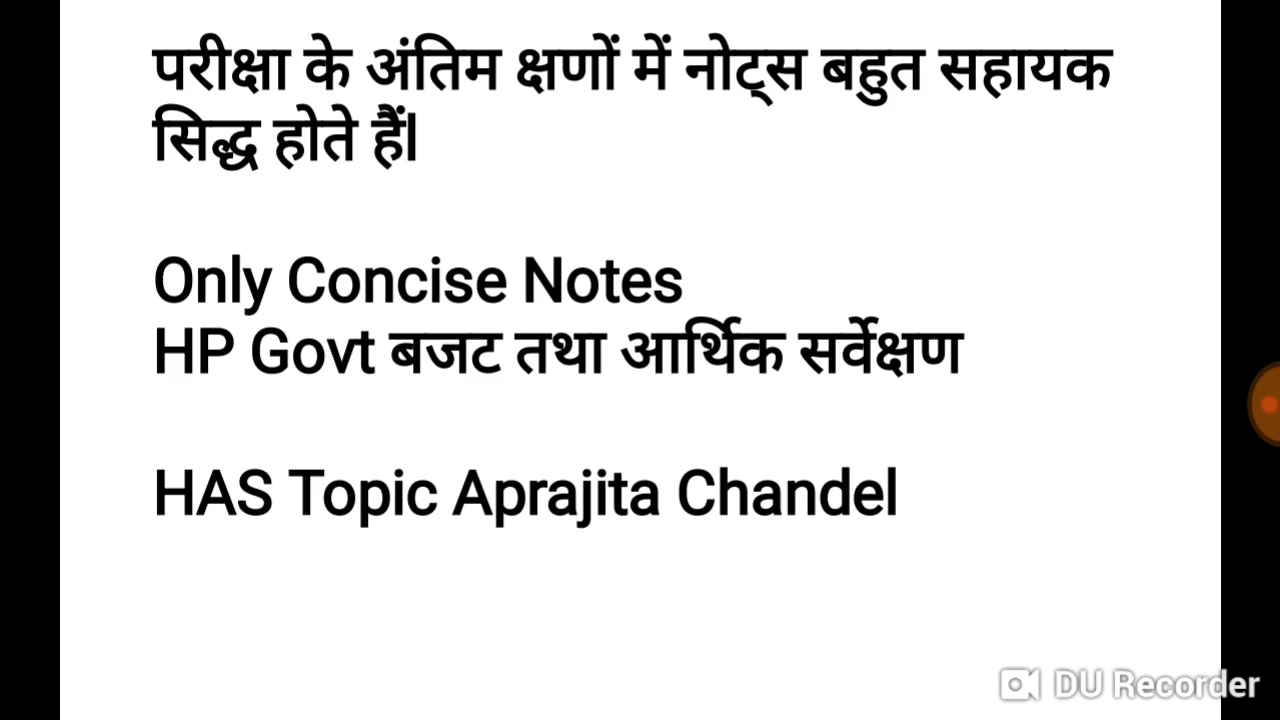 परीक्षा के अंतिम क्षणों में नोट्स बहुत सहायक
सिद्ध होते हैंl
Only Concise Notes
HP Govt बजट तथा आर्थिक सर्वेक्षण
HAS Topic Aprajita Chandel
DU Recorder